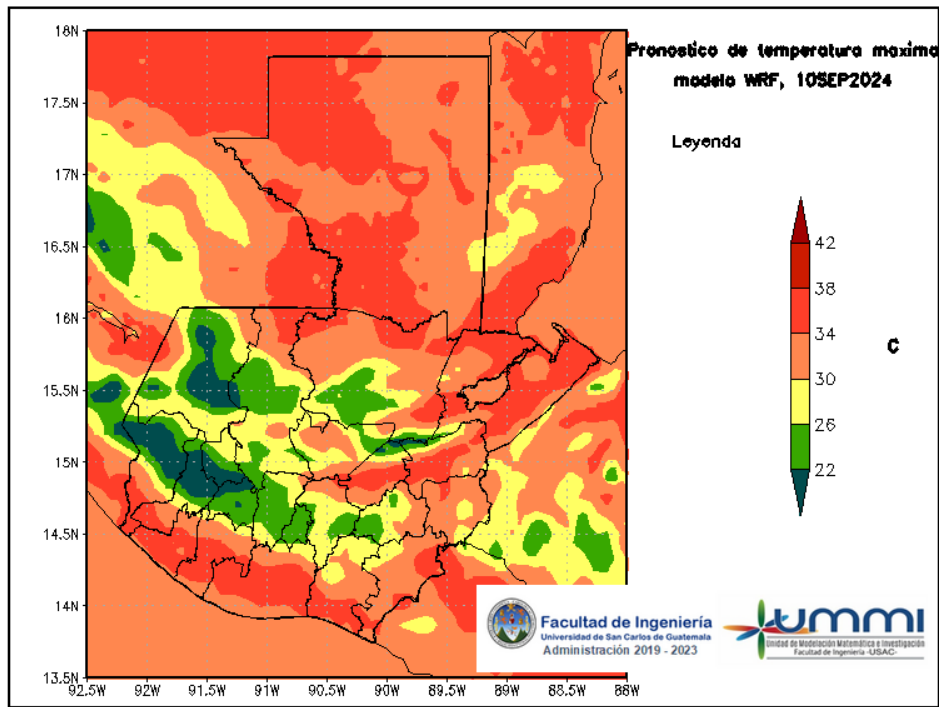 Pronostico de temperatura maxima
modelo WRF, 10SEP2024
Leyenda
18N
17.5N
17N
16.5N
16N
15.5N
15N
14.5N
14N
13.5N
92.5W 92W 91.5W 91W 90.5W 90W 89.5W 89W 88.5W 88W
42
38
34
30
26
22
C
Facultad de Ingeniería
Universidad de San Carlos de Guatemala
Administración 2019 - 2023
ummi
Unidad de Modelación Matemática e Investigación
Facultad de Ingeniería -USAC-